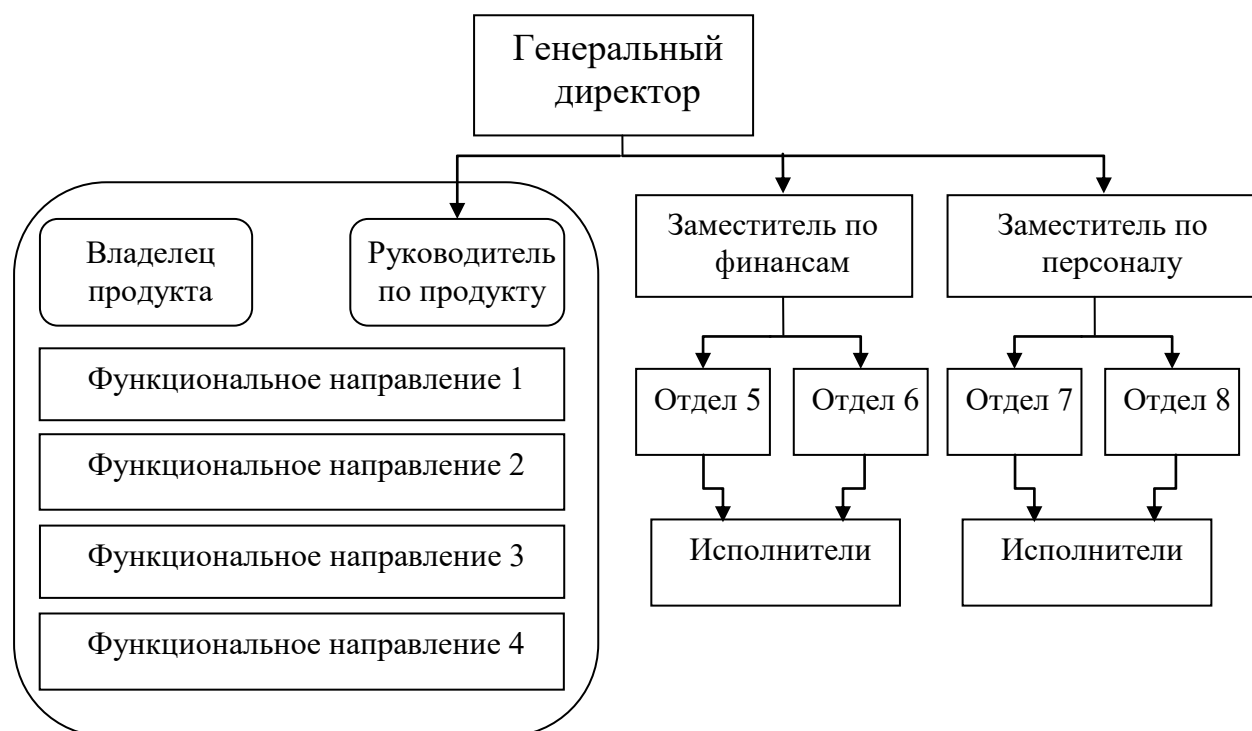 Генеральный
директор
Владелец
продукта
Руководитель
по продукту
Заместитель по
финансам
Заместитель по
персоналу
Функциональное направление 1
Функциональное направление 2
Функциональное направление 3
Функциональное направление 4
Отдел 5
Отдел 6
Отдел 7
Отдел 8
Исполнители
Исполнители